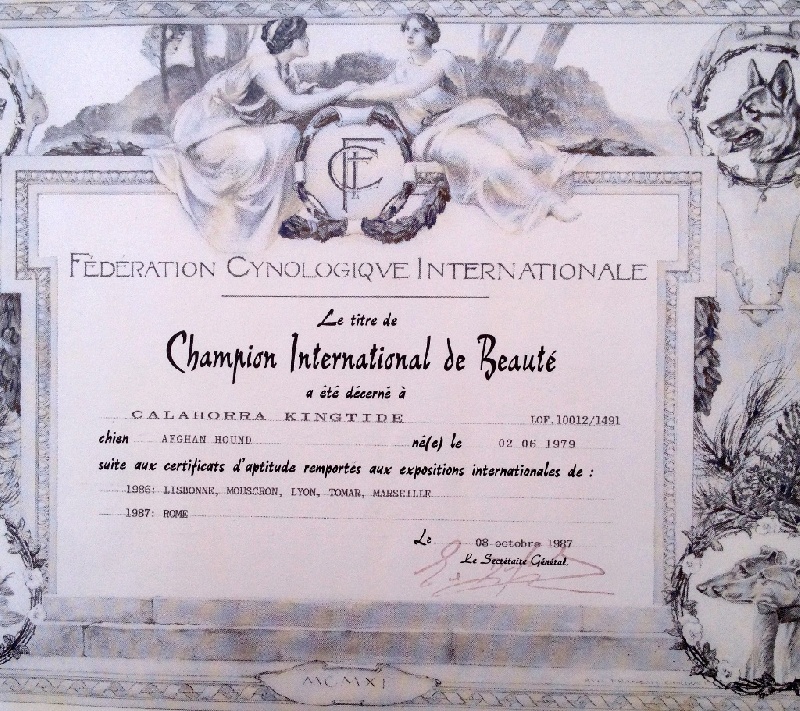 FCI
FÉDÉRATION CYNOLOGIQVE INTERNATIONALE
Le titre de
Champion International de Beauté
a été décerné à
CALAHORRA KINGTIDE LOF.10012/1491
chien AFGHAN HOUND né(e) le 02 06 1979
suite aux certificats d'aptitude remportés aux expositions internationales de :
1986: LISBONNE, MOUSCRON, LYON, TOMAR, MARSEILLE
1987: ROME
Le 08 octobre 1987
Le Secrétaire Général.
MCMXI